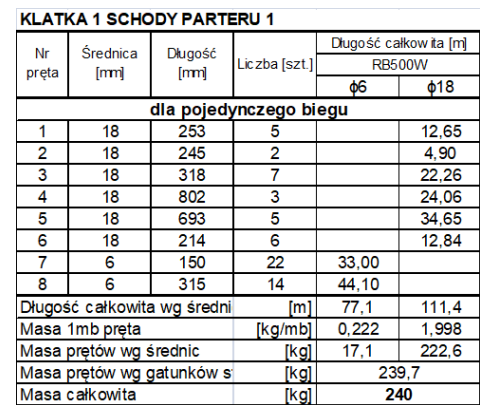 KLATKA 1 SCHODY PARTERU 1
Nr pręta Średnica [mm] Długość [mm] Liczba [szt.] Długość całkowita [m]
RB500W
ϕ6 ϕ18
dla pojedynczego biegu
1 18 253 5 12,65
2 18 245 2 4,90
3 18 318 7 22,26
4 18 802 3 24,06
5 18 693 5 34,65
6 18 214 6 12,84
7 6 150 22 33,00
8 6 315 14 44,10
Długość całkowita wg średni [m] 77,1 111,4
Masa 1mb pręta [kg/mb] 0,222 1,998
Masa prętów wg średnic [kg] 17,1 222,6
Masa prętów wg gatunków s [kg] 239,7
Masa całkowita [kg] 240